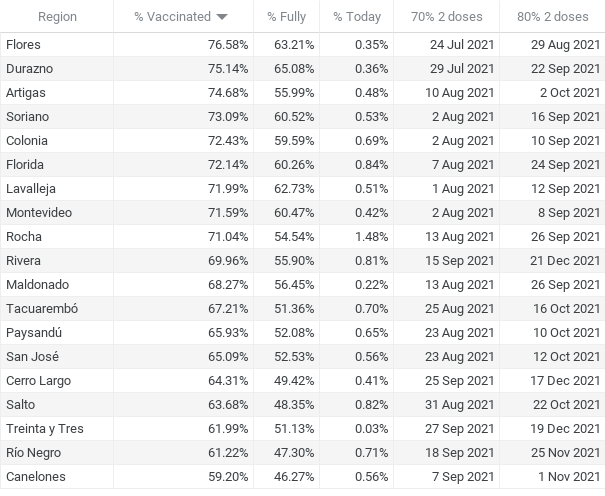 Region % Vaccinated % Fully % Today 70% 2 doses 80% 2 doses
Flores 76.58% 63.21% 0.35% 24 Jul 2021 29 Aug 2021
Durazno 75.14% 65.08% 0.36% 29 Jul 2021 22 Sep 2021
Artigas 74.68% 55.99% 0.48% 10 Aug 2021 2 Oct 2021
Soriano 73.09% 60.52% 0.53% 2 Aug 2021 16 Sep 2021
Colonia 72.43% 59.59% 0.69% 2 Aug 2021 10 Sep 2021
Florida 72.14% 60.26% 0.84% 7 Aug 2021 24 Sep 2021
Lavalleja 71.99% 62.73% 0.51% 1 Aug 2021 12 Sep 2021
Montevideo 71.59% 60.47% 0.42% 2 Aug 2021 8 Sep 2021
Rocha 71.04% 54.54% 1.48% 13 Aug 2021 26 Sep 2021
Rivera 69.96% 55.90% 0.81% 15 Sep 2021 21 Dec 2021
Maldonado 68.27% 56.45% 0.22% 13 Aug 2021 26 Sep 2021
Tacuarembó 67.21% 51.36% 0.70% 25 Aug 2021 16 Oct 2021
Paysandú 65.93% 52.08% 0.65% 23 Aug 2021 10 Oct 2021
San José 65.09% 52.53% 0.56% 23 Aug 2021 12 Oct 2021
Cerro Largo 64.31% 49.42% 0.41% 25 Sep 2021 17 Dec 2021
Salto 63.68% 48.35% 0.82% 31 Aug 2021 22 Oct 2021
Treinta y Tres 61.99% 51.13% 0.03% 27 Sep 2021 19 Dec 2021
Río Negro 61.22% 47.30% 0.71% 18 Sep 2021 25 Nov 2021
Canelones 59.20% 46.27% 0.56% 7 Sep 2021 1 Nov 2021